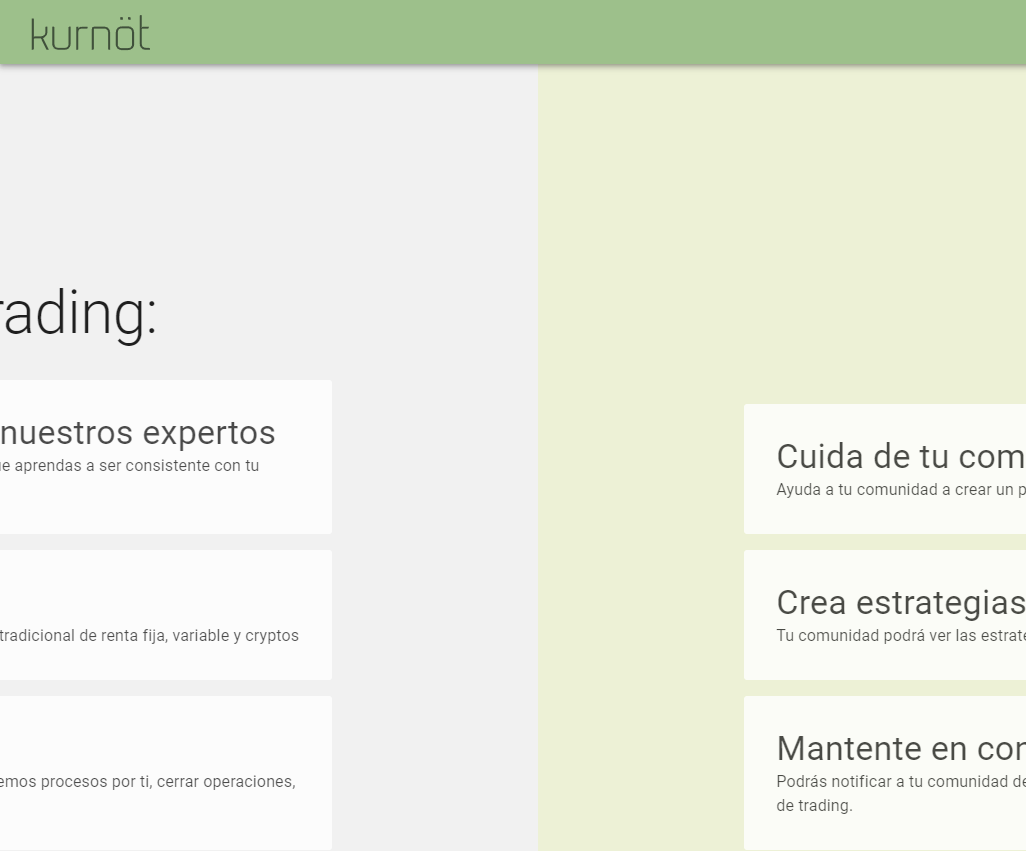 kurnöt
rading:
nuestros expertos
ue aprendas a ser consistente con tu
tradicional de renta fija, variable y cryptos
emos procesos por ti, cerrar operaciones,
Cuida de tu com
Ayuda a tu comunidad a crear un p
Crea estrategias
Tu comunidad podrá ver las estrate
Mantente en con
Podrás notificar a tu comunidad de
de trading.